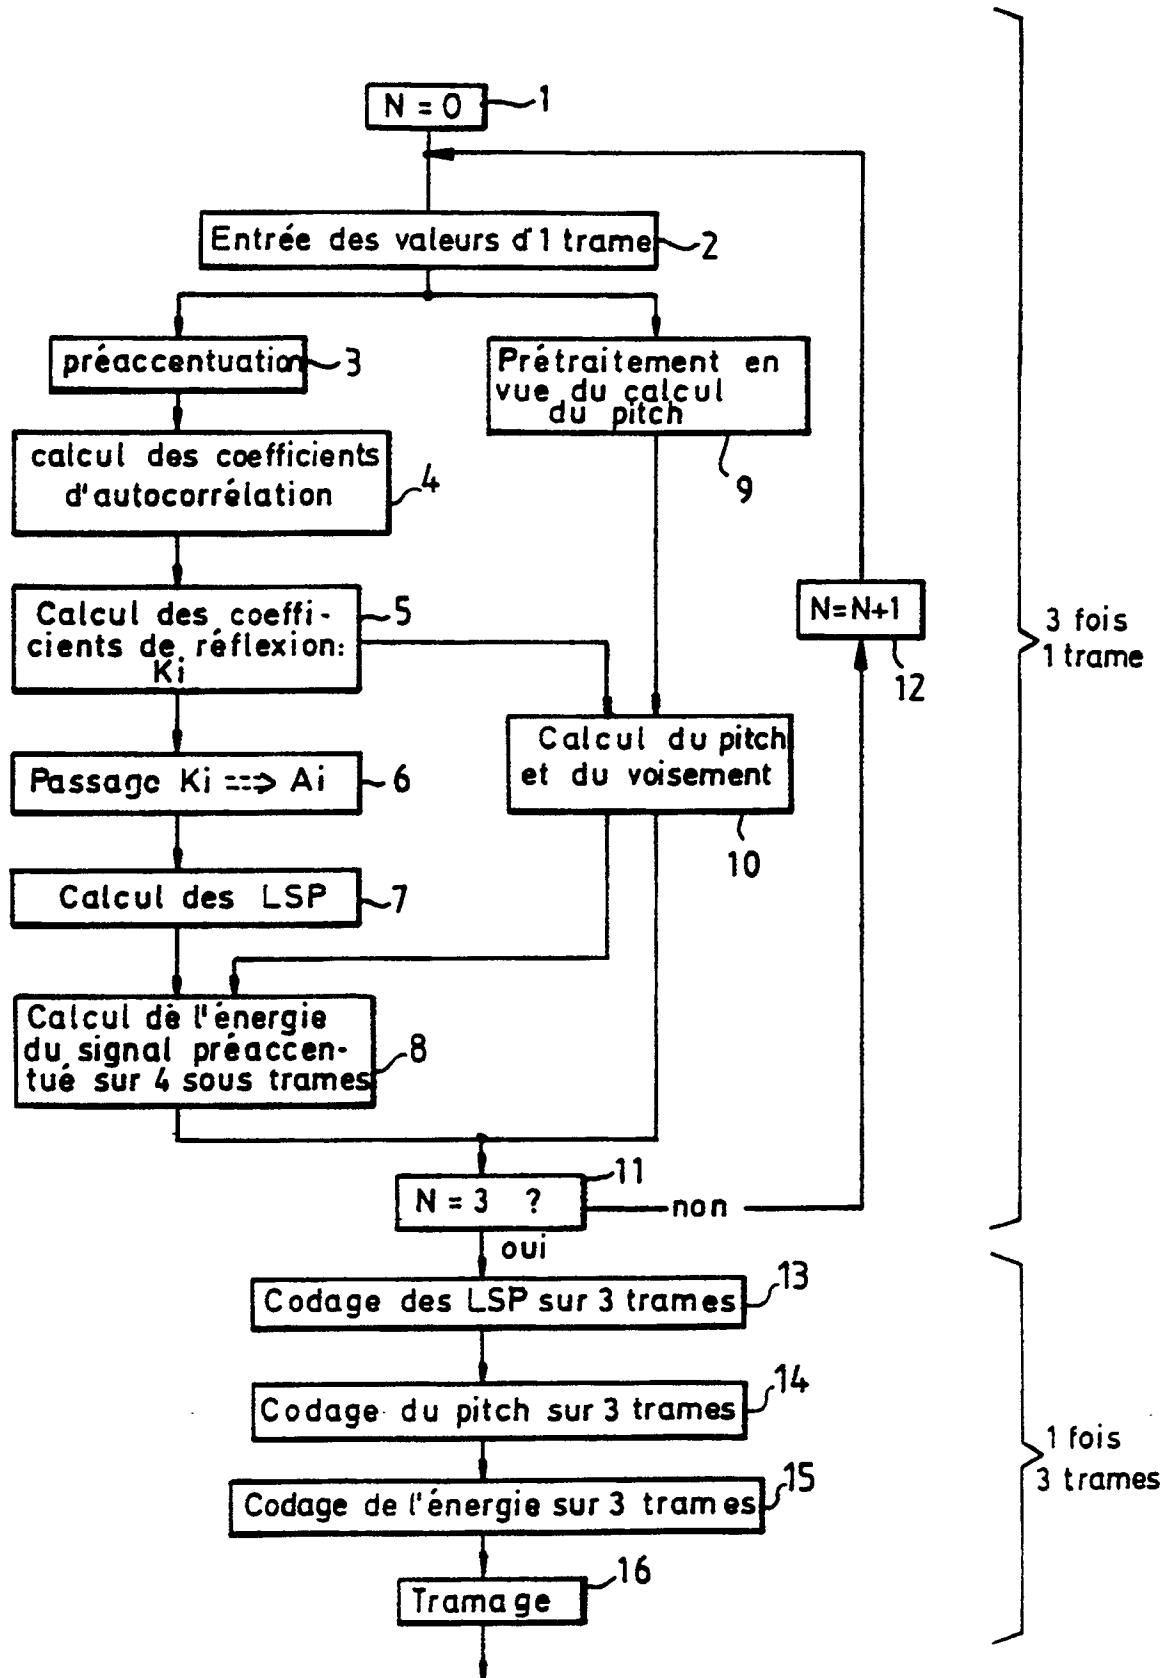 N = 0
1
Entrée des valeurs d'1 trame
2
préaccentuation
3
Prétraitement en
vue du calcul
du pitch
9
calcul des coefficients
d'autocorrélation
4
Calcul des coeffi-
cients de réflexion:
Ki
5
N=N+1
12
3 fois
1 trame
Calcul du pitch
et du voisement
10
Passage Ki ==> Ai
6
Calcul des LSP
7
Calcul de l'énergie
du signal préaccen-
tué sur 4 sous trames
8
N = 3 ?
11
non
oui
Codage des LSP sur 3 trames
13
Codage du pitch sur 3 trames
14
Codage de l'énergie sur 3 trames
15
1 fois
3 trames
Tramage
16